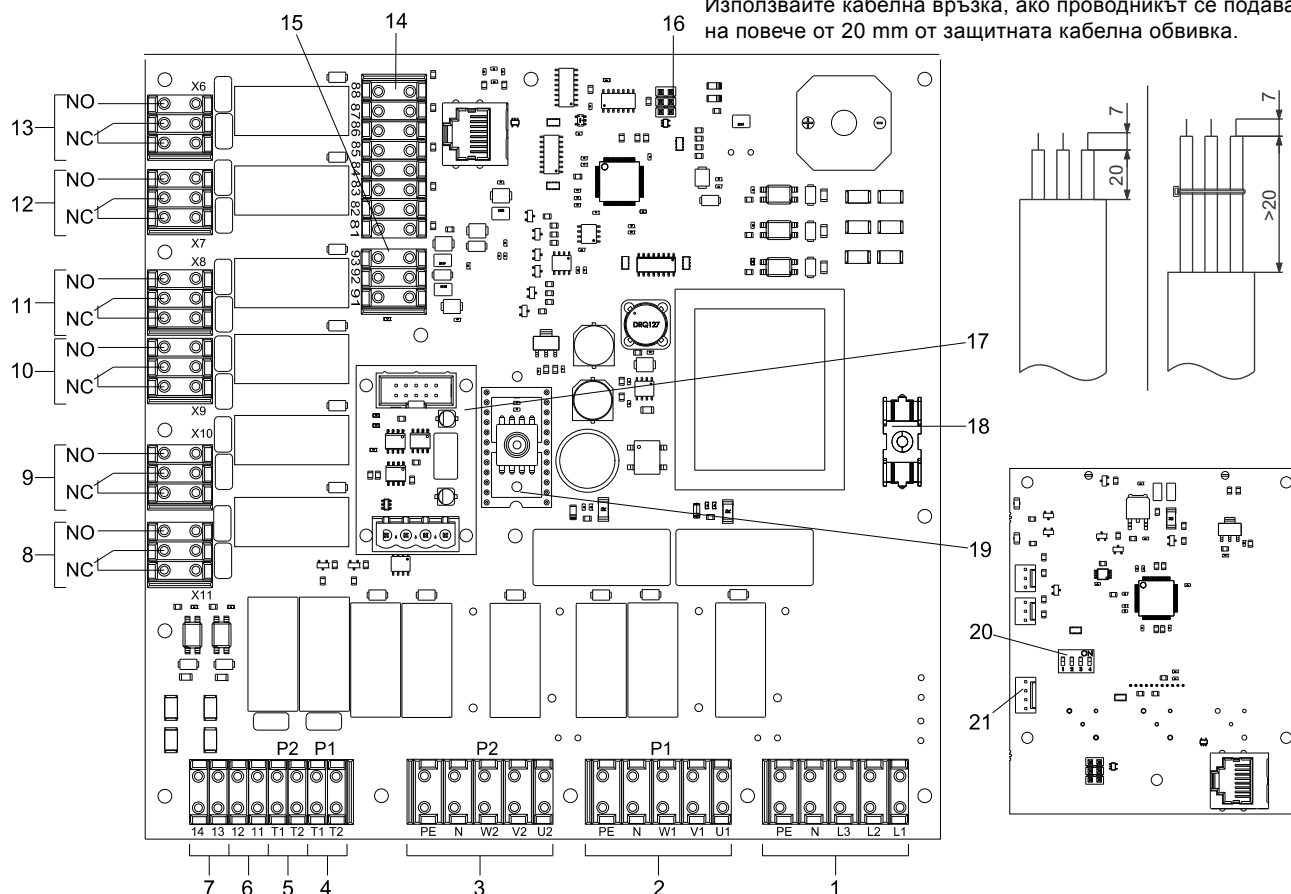 Използвайте кабелна връзка, ако проводникът се подава
на повече от 20 mm от защитната кабелна обвивка.
15 14 16
X6
NO
13
NC
NO
12
NC
X7
X8
NO
11
NC
NO
10
NC
X9
X10
NO
9
NC
NO
8
NC
X11
88 87 86 85 84 83 82 81
93 92 91
DRQ127
17
18
19
7
20
7
>20
20
ON
1 2 3 4
21
P2 P1 P2 P1
14 13 12 11 T1 T2 T1 T2 PE N W2 V2 U2 PE N W1 V1 U1 PE N L3 L2 L1
7 6 5 4 3 2 1